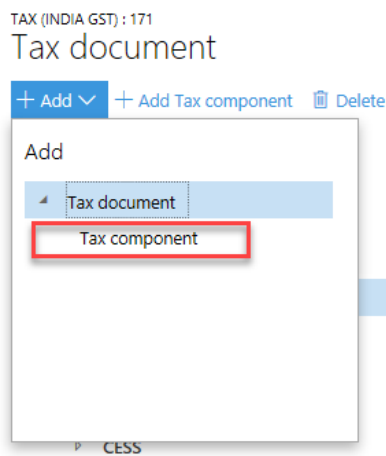 TAX (INDIA GST) : 171
Tax document
+ Add + Add Tax component Delete
Add
Tax document
Tax component
CESS